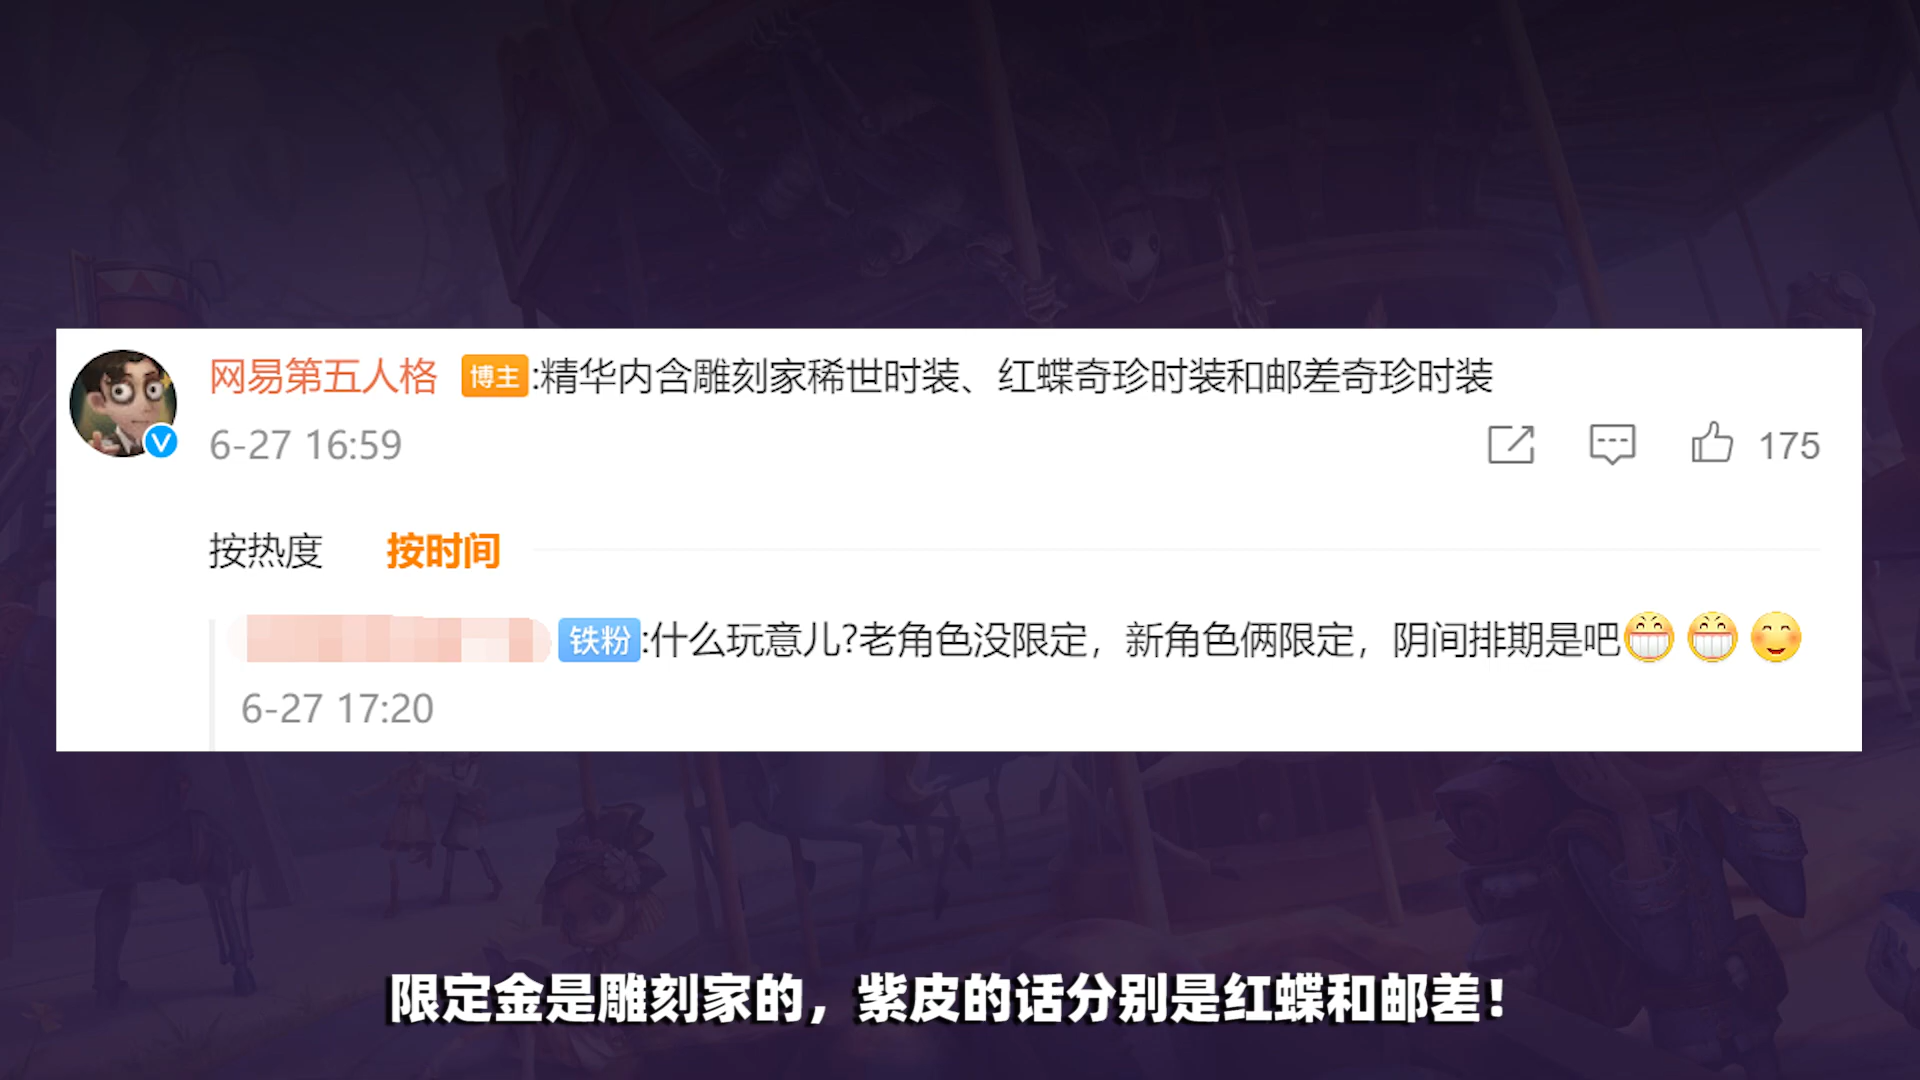 网易第五人格 博主:精华内含雕刻家稀世时装、红蝶奇珍时装和邮差奇珍时装
6-27 16:59
175
按热度 按时间
铁粉:什么玩意儿?老角色没限定，新角色俩限定，阴间排期是吧
6-27 17:20
限定金是雕刻家的，紫皮的话分别是红蝶和邮差！